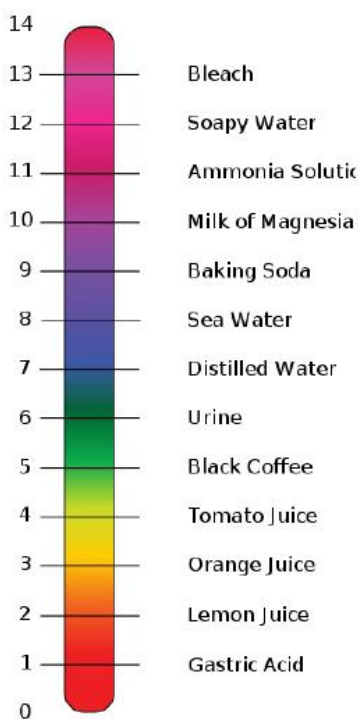 14
13 Bleach
12 Soapy Water
11 Ammonia Solutic
10 Milk of Magnesia
9 Baking Soda
8 Sea Water
7 Distilled Water
6 Urine
5 Black Coffee
4 Tomato Juice
3 Orange Juice
2 Lemon Juice
1 Gastric Acid
0